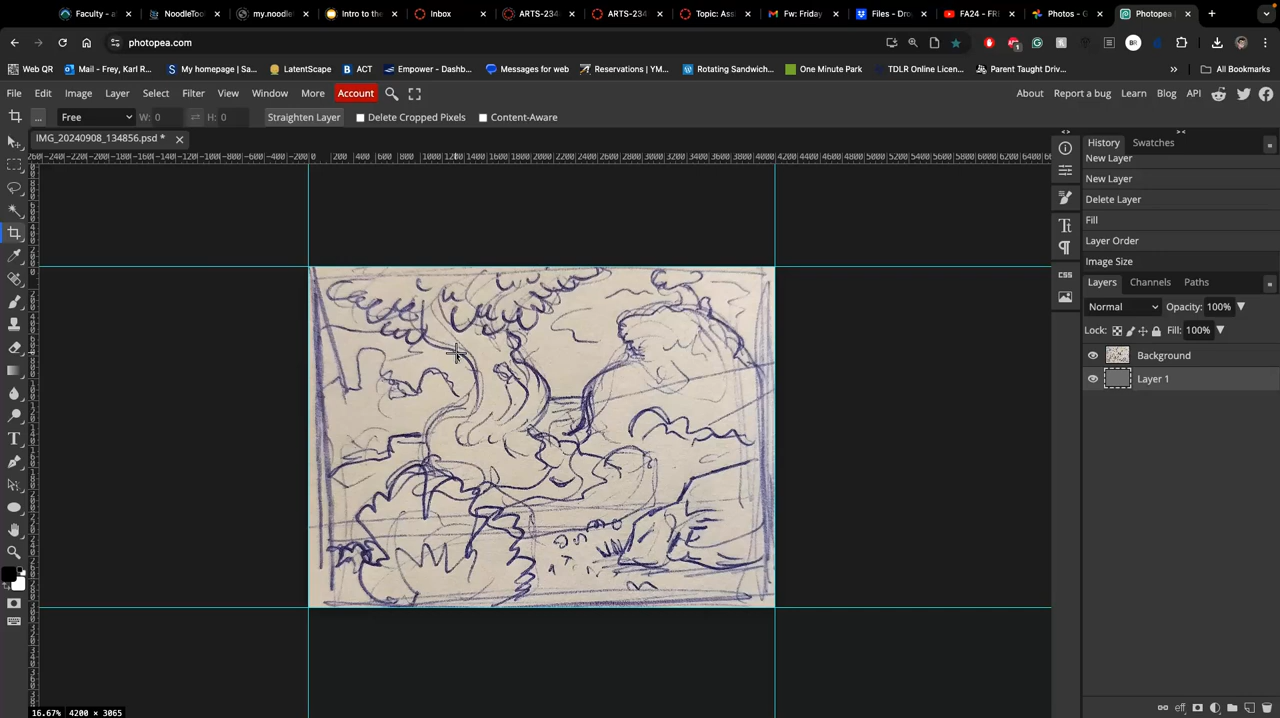 Faculty - a
NoodleToo
my.noodle
Intro to the
Inbox
ARTS-234
ARTS-234
Topic: Ass
Fw: Friday
Files - Dro
FA24 - FRI
Photos - G
Photopea |
photopea.com
Web QR
Mail - Frey, Karl R...
My homepage | Sa...
LatentScape
ACT
Empower - Dashb...
Messages for web
Reservations | YM...
Rotating Sandwich...
One Minute Park
TDLR Online Licen...
Parent Taught Driv...
All Bookmarks
File Edit Image Layer Select Filter View Window More Account
About Report a bug Learn Blog API
... Free W: 0 H: 0 Straighten Layer Delete Cropped Pixels Content-Aware
IMG_20240908_134856.psd *
History Swatches
New Layer
New Layer
Delete Layer
Fill
Layer Order
Image Size
Layers Channels Paths
Normal Opacity: 100%
Lock: Fill: 100%
Background
Layer 1
CSS
16.67% 4200 × 3065